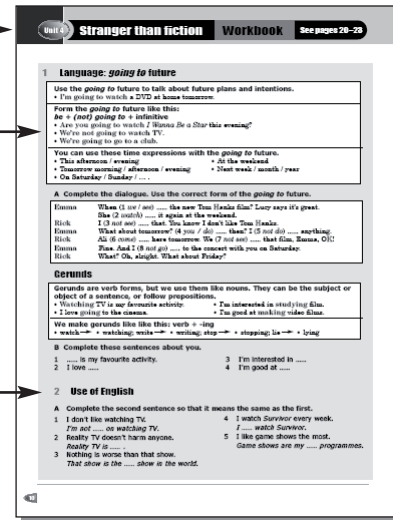 Unit 4 Stranger than fiction Workbook See pages 20–23
1 Language: going to future
Use the going to future to talk about future plans and intentions.
• I'm going to watch a DVD at home tomorrow.
Form the going to future like this:
be + (not) going to + infinitive
• Are you going to watch I Wanna Be a Star this evening?
• We're not going to watch TV.
• We're going to go to a club.
You can use these time expressions with the going to future.
• This afternoon / evening • At the weekend
• Tomorrow morning / afternoon / evening • Next week / month / year
• On Saturday / Sunday / ... .
A Complete the dialogue. Use the correct form of the going to future.
Emma When (1 we / see) ..... the new Tom Hanks film? Lucy says it's great.
She (2 watch) ..... it again at the weekend.
Rick I (3 not see) ..... that. You know I don't like Tom Hanks.
Emma What about tomorrow? (4 you / do) ..... then? I (5 not do) ..... anything.
Rick Ali (6 come) ..... here tomorrow. We (7 not see) ..... that film, Emma, OK!
Emma Fine. And I (8 not go) ..... to the concert with you on Saturday.
Rick What? Oh, alright. What about Friday?
Gerunds
Gerunds are verb forms, but we use them like nouns. They can be the subject or
object of a sentence, or follow prepositions.
• Watching TV is my favourite activity. • I'm interested in studying film.
• I love going to the cinema. • I'm good at making video films.
We make gerunds like like this: verb + -ing
• watch → • watching; write → • writing; stop → • stopping; lie → • lying
B Complete these sentences about you.
1 ..... is my favourite activity. 3 I'm interested in .....
2 I love ..... 4 I'm good at .....
2 Use of English
A Complete the second sentence so that it means the same as the first.
1 I don't like watching TV. 4 I watch Survivor every week.
I'm not ..... on watching TV. I ..... watch Survivor.
2 Reality TV doesn't harm anyone. 5 I like game shows the most.
Reality TV is ..... . Game shows are my ..... programmes.
3 Nothing is worse than that show.
That show is the ..... show in the world.